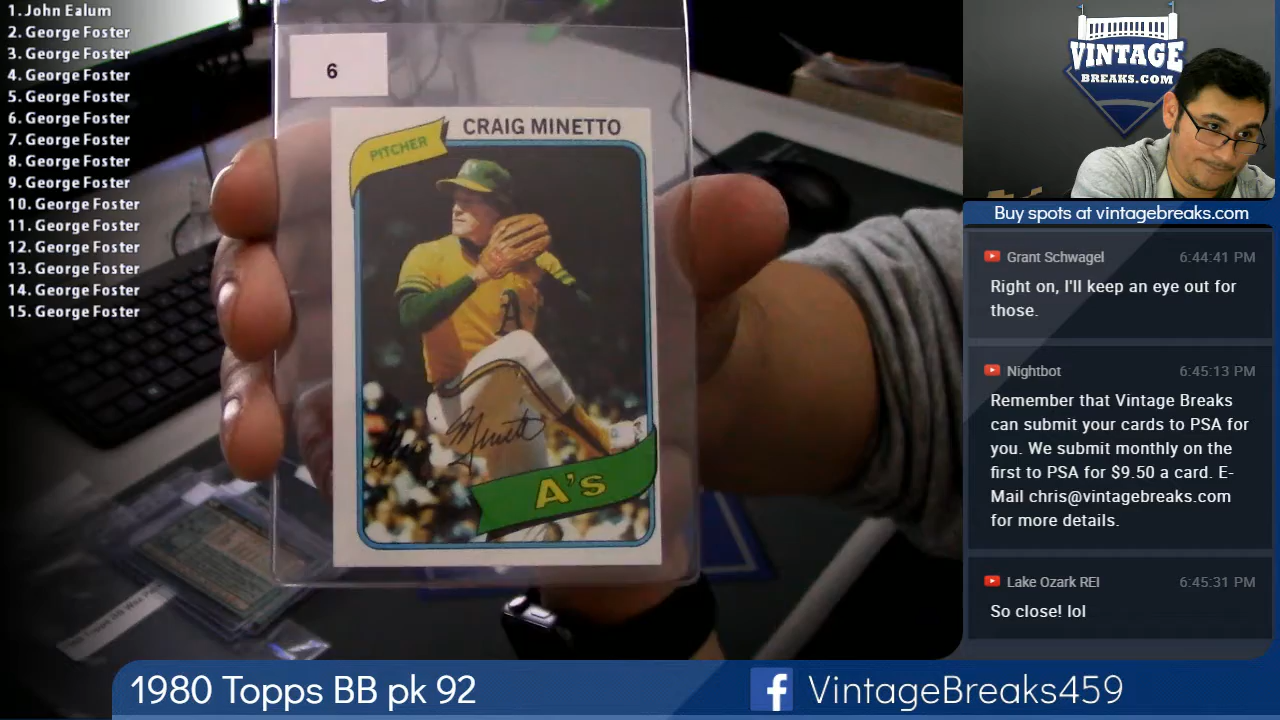 1. John Ealum
2. George Foster
3. George Foster
4. George Foster
5. George Foster
6. George Foster
7. George Foster
8. George Foster
9. George Foster
10. George Foster
11. George Foster
12. George Foster
13. George Foster
14. George Foster
15. George Foster
6
CRAIG MINETTO
PITCHER
A
Minetto
A's
VINTAGE
BREAKS.COM
Buy spots at vintagebreaks.com
Grant Schwagel 6:44:41 PM
Right on, I'll keep an eye out for
those.
Nightbot 6:45:13 PM
Remember that Vintage Breaks
can submit your cards to PSA for
you. We submit monthly on the
first to PSA for $9.50 a card. E-
Mail chris@vintagebreaks.com
for more details.
Lake Ozark REI 6:45:31 PM
So close! lol
1980 Topps BB pk 92
f VintageBreaks459